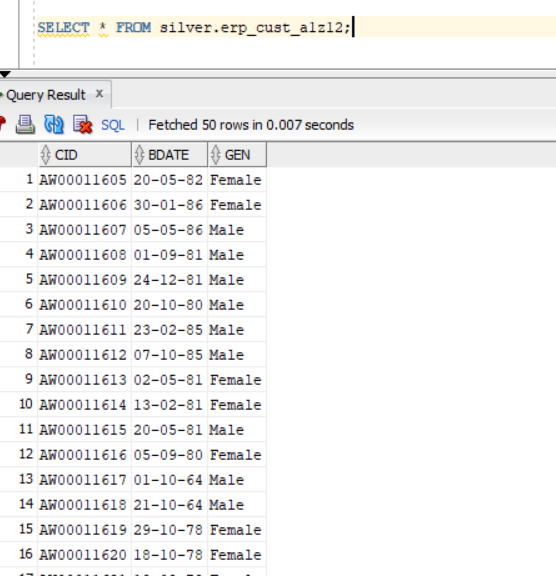 SELECT * FROM silver.erp_cust_a1z12;
Query Result x
SQL | Fetched 50 rows in 0.007 seconds
CID BDATE GEN
1 AW00011605 20-05-82 Female
2 AW00011606 30-01-86 Female
3 AW00011607 05-05-86 Male
4 AW00011608 01-09-81 Male
5 AW00011609 24-12-81 Male
6 AW00011610 20-10-80 Male
7 AW00011611 23-02-85 Male
8 AW00011612 07-10-85 Male
9 AW00011613 02-05-81 Female
10 AW00011614 13-02-81 Female
11 AW00011615 20-05-81 Male
12 AW00011616 05-09-80 Female
13 AW00011617 01-10-64 Male
14 AW00011618 21-10-64 Male
15 AW00011619 29-10-78 Female
16 AW00011620 18-10-78 Female